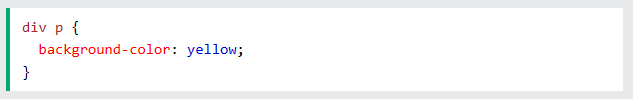 div p {
  background-color: yellow;
}